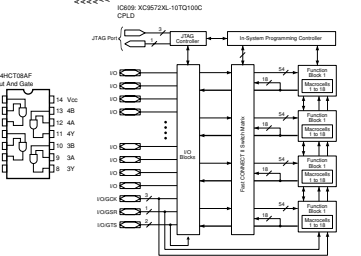 IC609: XC9572XL-10TQ100C
CPLD
JTAG Port
3
1
JTAG
Controller
In-System Programming Controller
4HCT08AF
ut And Gate
14 Vcc
13 4B
12 4A
11 4Y
10 3B
9 3A
8 3Y
I/O
I/O
I/O
I/O
I/O
I/O
I/O
I/O
I/O/GCK
I/O/GSR
I/O/GTS
3
1
2
I/O
Blocks
Fast CONNECT II Switch Matrix
54
18
Function
Block 1
Macrocells
1 to 18
54
18
Function
Block 1
Macrocells
1 to 18
54
18
Function
Block 1
Macrocells
1 to 18
54
18
Function
Block 1
Macrocells
1 to 18